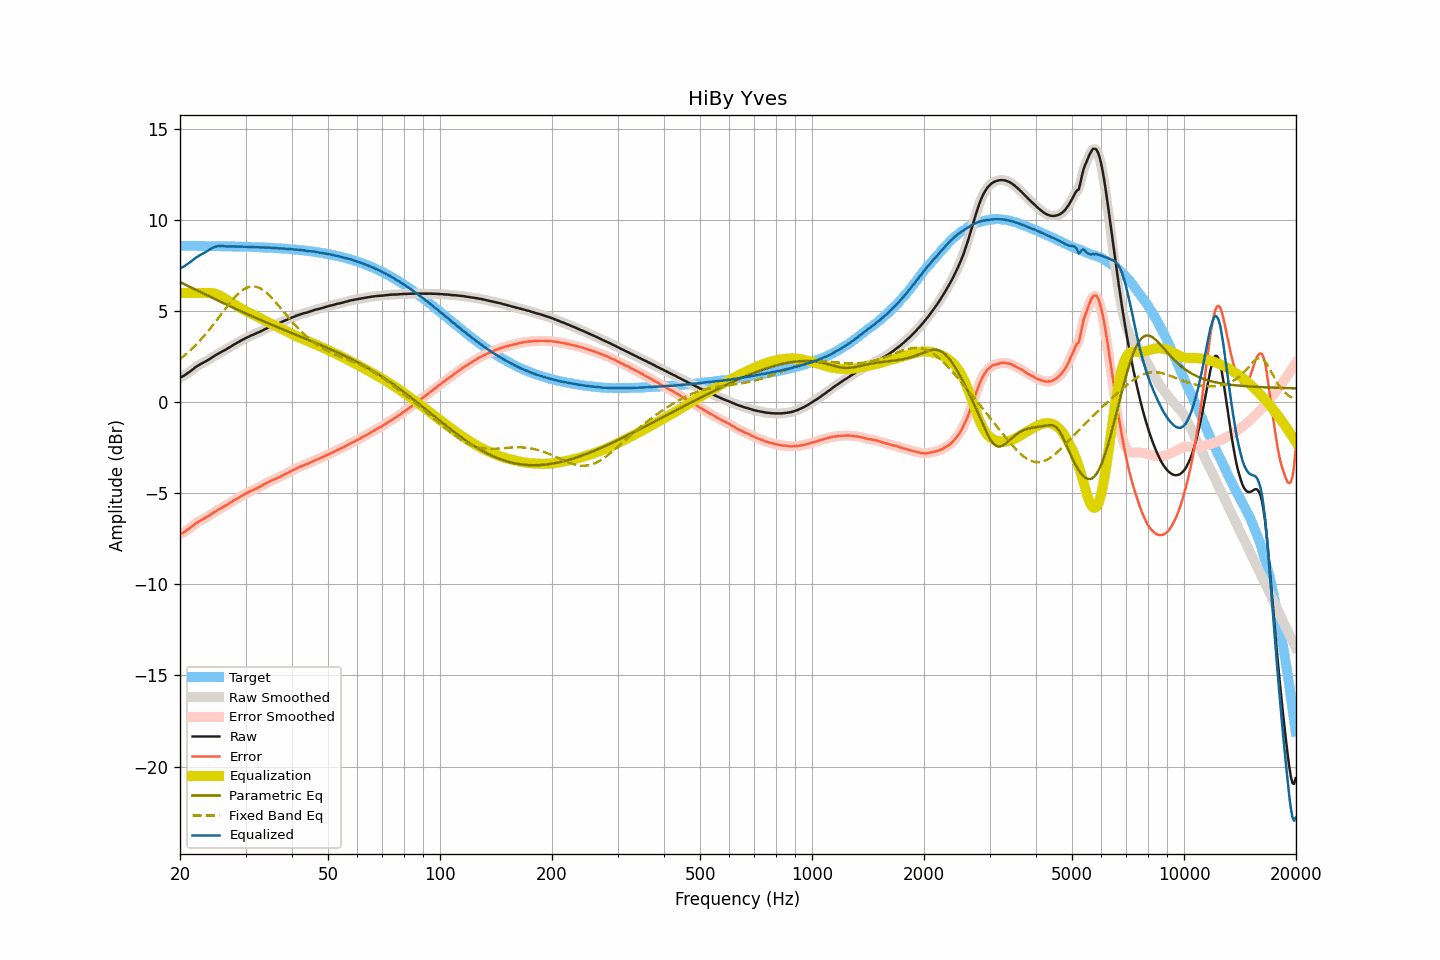 HiBy Yves
Amplitude (dBr)
15
10
5
0
−5
−10
−15
−20
Target
Raw Smoothed
Error Smoothed
Raw
Error
Equalization
Parametric Eq
Fixed Band Eq
Equalized
20 50 100 200 500 1000 2000 5000 10000 20000
Frequency (Hz)